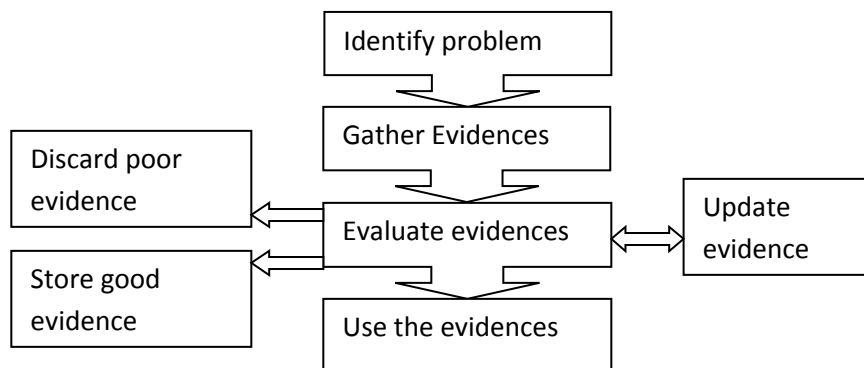 Identify problem
Gather Evidences
Discard poor
evidence
Evaluate evidences
Update
evidence
Store good
evidence
Use the evidences